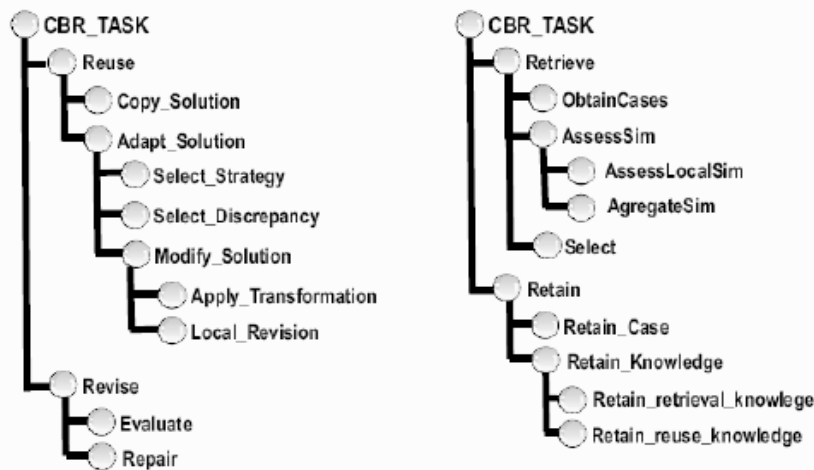 CBR_TASK
Reuse
Copy_Solution
Adapt_Solution
Select_Strategy
Select_Discrepancy
Modify_Solution
Apply_Transformation
Local_Revision
Revise
Evaluate
Repair
CBR_TASK
Retrieve
ObtainCases
AssessSim
AssessLocalSim
AgregateSim
Select
Retain
Retain_Case
Retain_Knowledge
Retain_retrieval_knowlege
Retain_reuse_knowledge